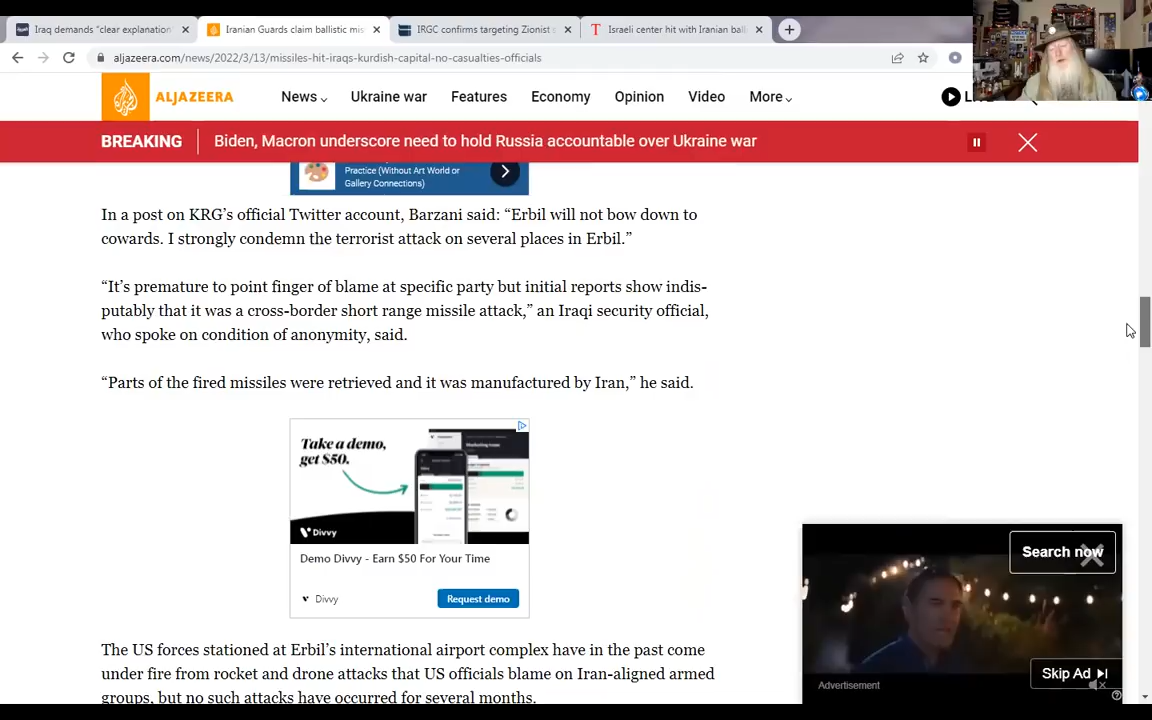 Iraq demands "clear explanation
Iranian Guards claim ballistic mis
IRGC confirms targeting Zionist
Israeli center hit with Iranian ball
aljazeera.com/news/2022/3/13/missiles-hit-iraqs-kurdish-capital-no-casualties-officials
ALJAZEERA
News
Ukraine war
Features
Economy
Opinion
Video
More
BREAKING
Biden, Macron underscore need to hold Russia accountable over Ukraine war
Practice (Without Art World or
Gallery Connections)
In a post on KRG’s official Twitter account, Barzani said: “Erbil will not bow down to
cowards. I strongly condemn the terrorist attack on several places in Erbil.”
“It’s premature to point finger of blame at specific party but initial reports show indis-
putably that it was a cross-border short range missile attack,” an Iraqi security official,
who spoke on condition of anonymity, said.
“Parts of the fired missiles were retrieved and it was manufactured by Iran,” he said.
Take a demo,
get $50.
Divvy
Demo Divvy - Earn $50 For Your Time
Divvy
Request demo
The US forces stationed at Erbil’s international airport complex have in the past come
under fire from rocket and drone attacks that US officials blame on Iran-aligned armed
groups, but no such attacks have occurred for several months.
Search now
Skip Ad
Advertisement